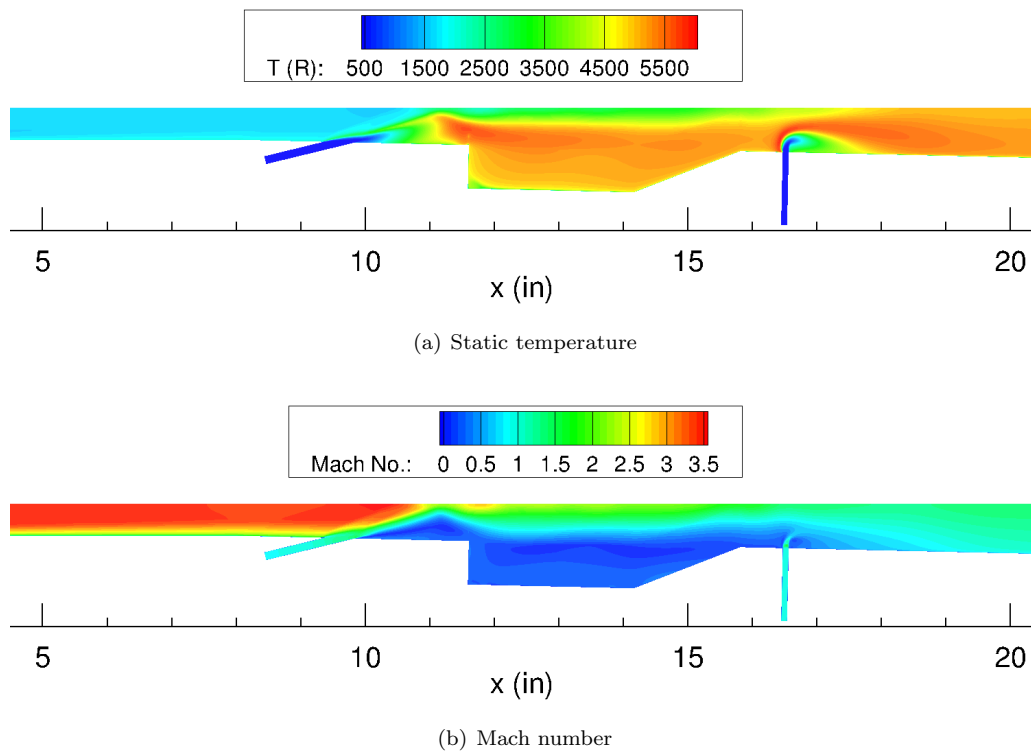 T (R): 500 1500 2500 3500 4500 5500
5 10 15 20
x (in)
(a) Static temperature
Mach No.: 0 0.5 1 1.5 2 2.5 3 3.5
5 10 15 20
x (in)
(b) Mach number